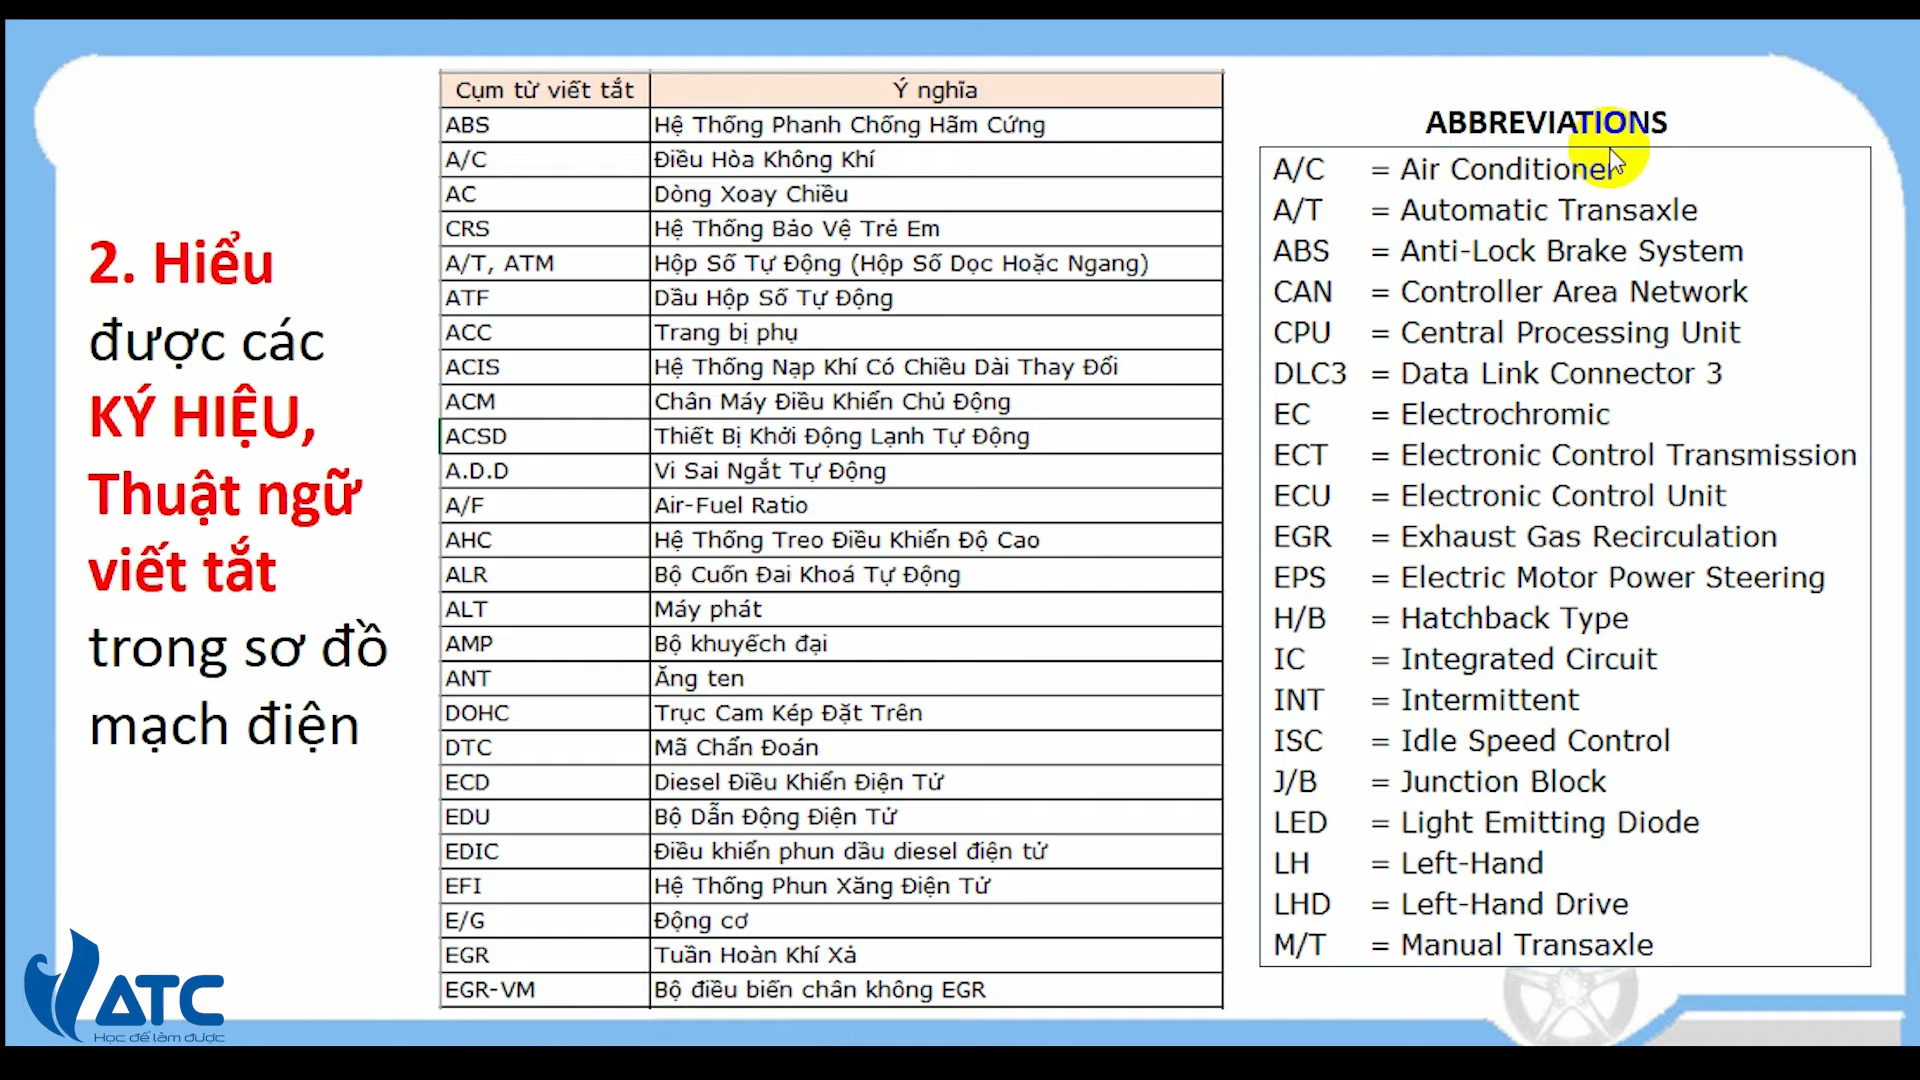 2. Hiểu
được các
KÝ HIỆU,
Thuật ngữ
viết tắt
trong sơ đồ
mạch điện
Cụm từ viết tắt Ý nghĩa
ABS Hệ Thống Phanh Chống Hãm Cứng
A/C Điều Hòa Không Khí
AC Dòng Xoay Chiều
CRS Hệ Thống Bảo Vệ Trẻ Em
A/T, ATM Hộp Số Tự Động (Hộp Số Dọc Hoặc Ngang)
ATF Dầu Hộp Số Tự Động
ACC Trang bị phụ
ACIS Hệ Thống Nạp Khí Có Chiều Dài Thay Đổi
ACM Chân Máy Điều Khiển Chủ Động
ACSD Thiết Bị Khởi Động Lạnh Tự Động
A.D.D Vi Sai Ngắt Tự Động
A/F Air-Fuel Ratio
AHC Hệ Thống Treo Điều Khiển Độ Cao
ALR Bộ Cuốn Đai Khoá Tự Động
ALT Máy phát
AMP Bộ khuyếch đại
ANT Ăng ten
DOHC Trục Cam Kép Đặt Trên
DTC Mã Chẩn Đoán
ECD Diesel Điều Khiển Điện Tử
EDU Bộ Dẫn Động Điện Tử
EDIC Điều khiển phun dầu diesel điện tử
EFI Hệ Thống Phun Xăng Điện Tử
E/G Động cơ
EGR Tuần Hoàn Khí Xả
EGR-VM Bộ điều biến chân không EGR
ABBREVIATIONS
A/C = Air Conditioner
A/T = Automatic Transaxle
ABS = Anti-Lock Brake System
CAN = Controller Area Network
CPU = Central Processing Unit
DLC3 = Data Link Connector 3
EC = Electrochromic
ECT = Electronic Control Transmission
ECU = Electronic Control Unit
EGR = Exhaust Gas Recirculation
EPS = Electric Motor Power Steering
H/B = Hatchback Type
IC = Integrated Circuit
INT = Intermittent
ISC = Idle Speed Control
J/B = Junction Block
LED = Light Emitting Diode
LH = Left-Hand
LHD = Left-Hand Drive
M/T = Manual Transaxle
ATC
Học để làm được